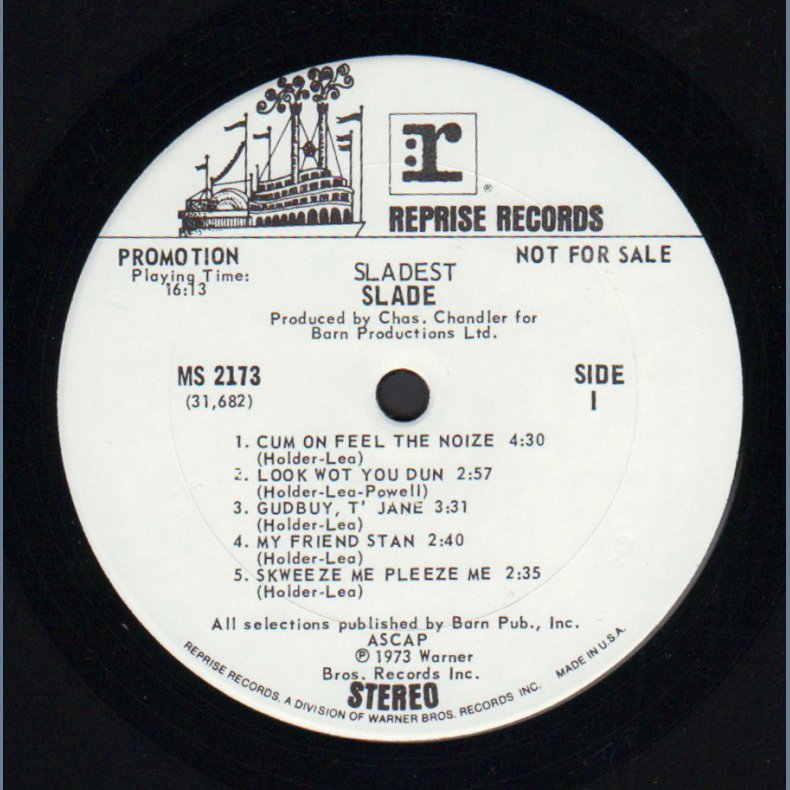 r
®
REPRISE RECORDS
PROMOTION
NOT FOR SALE
Playing Time:
16:13
SLADEST
SLADE
Produced by Chas. Chandler for
Barn Productions Ltd.
MS 2173
(31,682)
SIDE
1
1. CUM ON FEEL THE NOIZE 4:30
(Holder-Lea)
2. LOOK WOT YOU DUN 2:57
(Holder-Lea-Powell)
3. GUDBUY, T' JANE 3:31
(Holder-Lea)
4. MY FRIEND STAN 2:40
(Holder-Lea)
5. SKWEEZE ME PLEEZE ME 2:35
(Holder-Lea)
All selections published by Barn Pub., Inc.
ASCAP
℗ 1973 Warner
Bros. Records Inc.
STEREO
REPRISE RECORDS, A DIVISION OF WARNER BROS. RECORDS INC. MADE IN U.S.A.